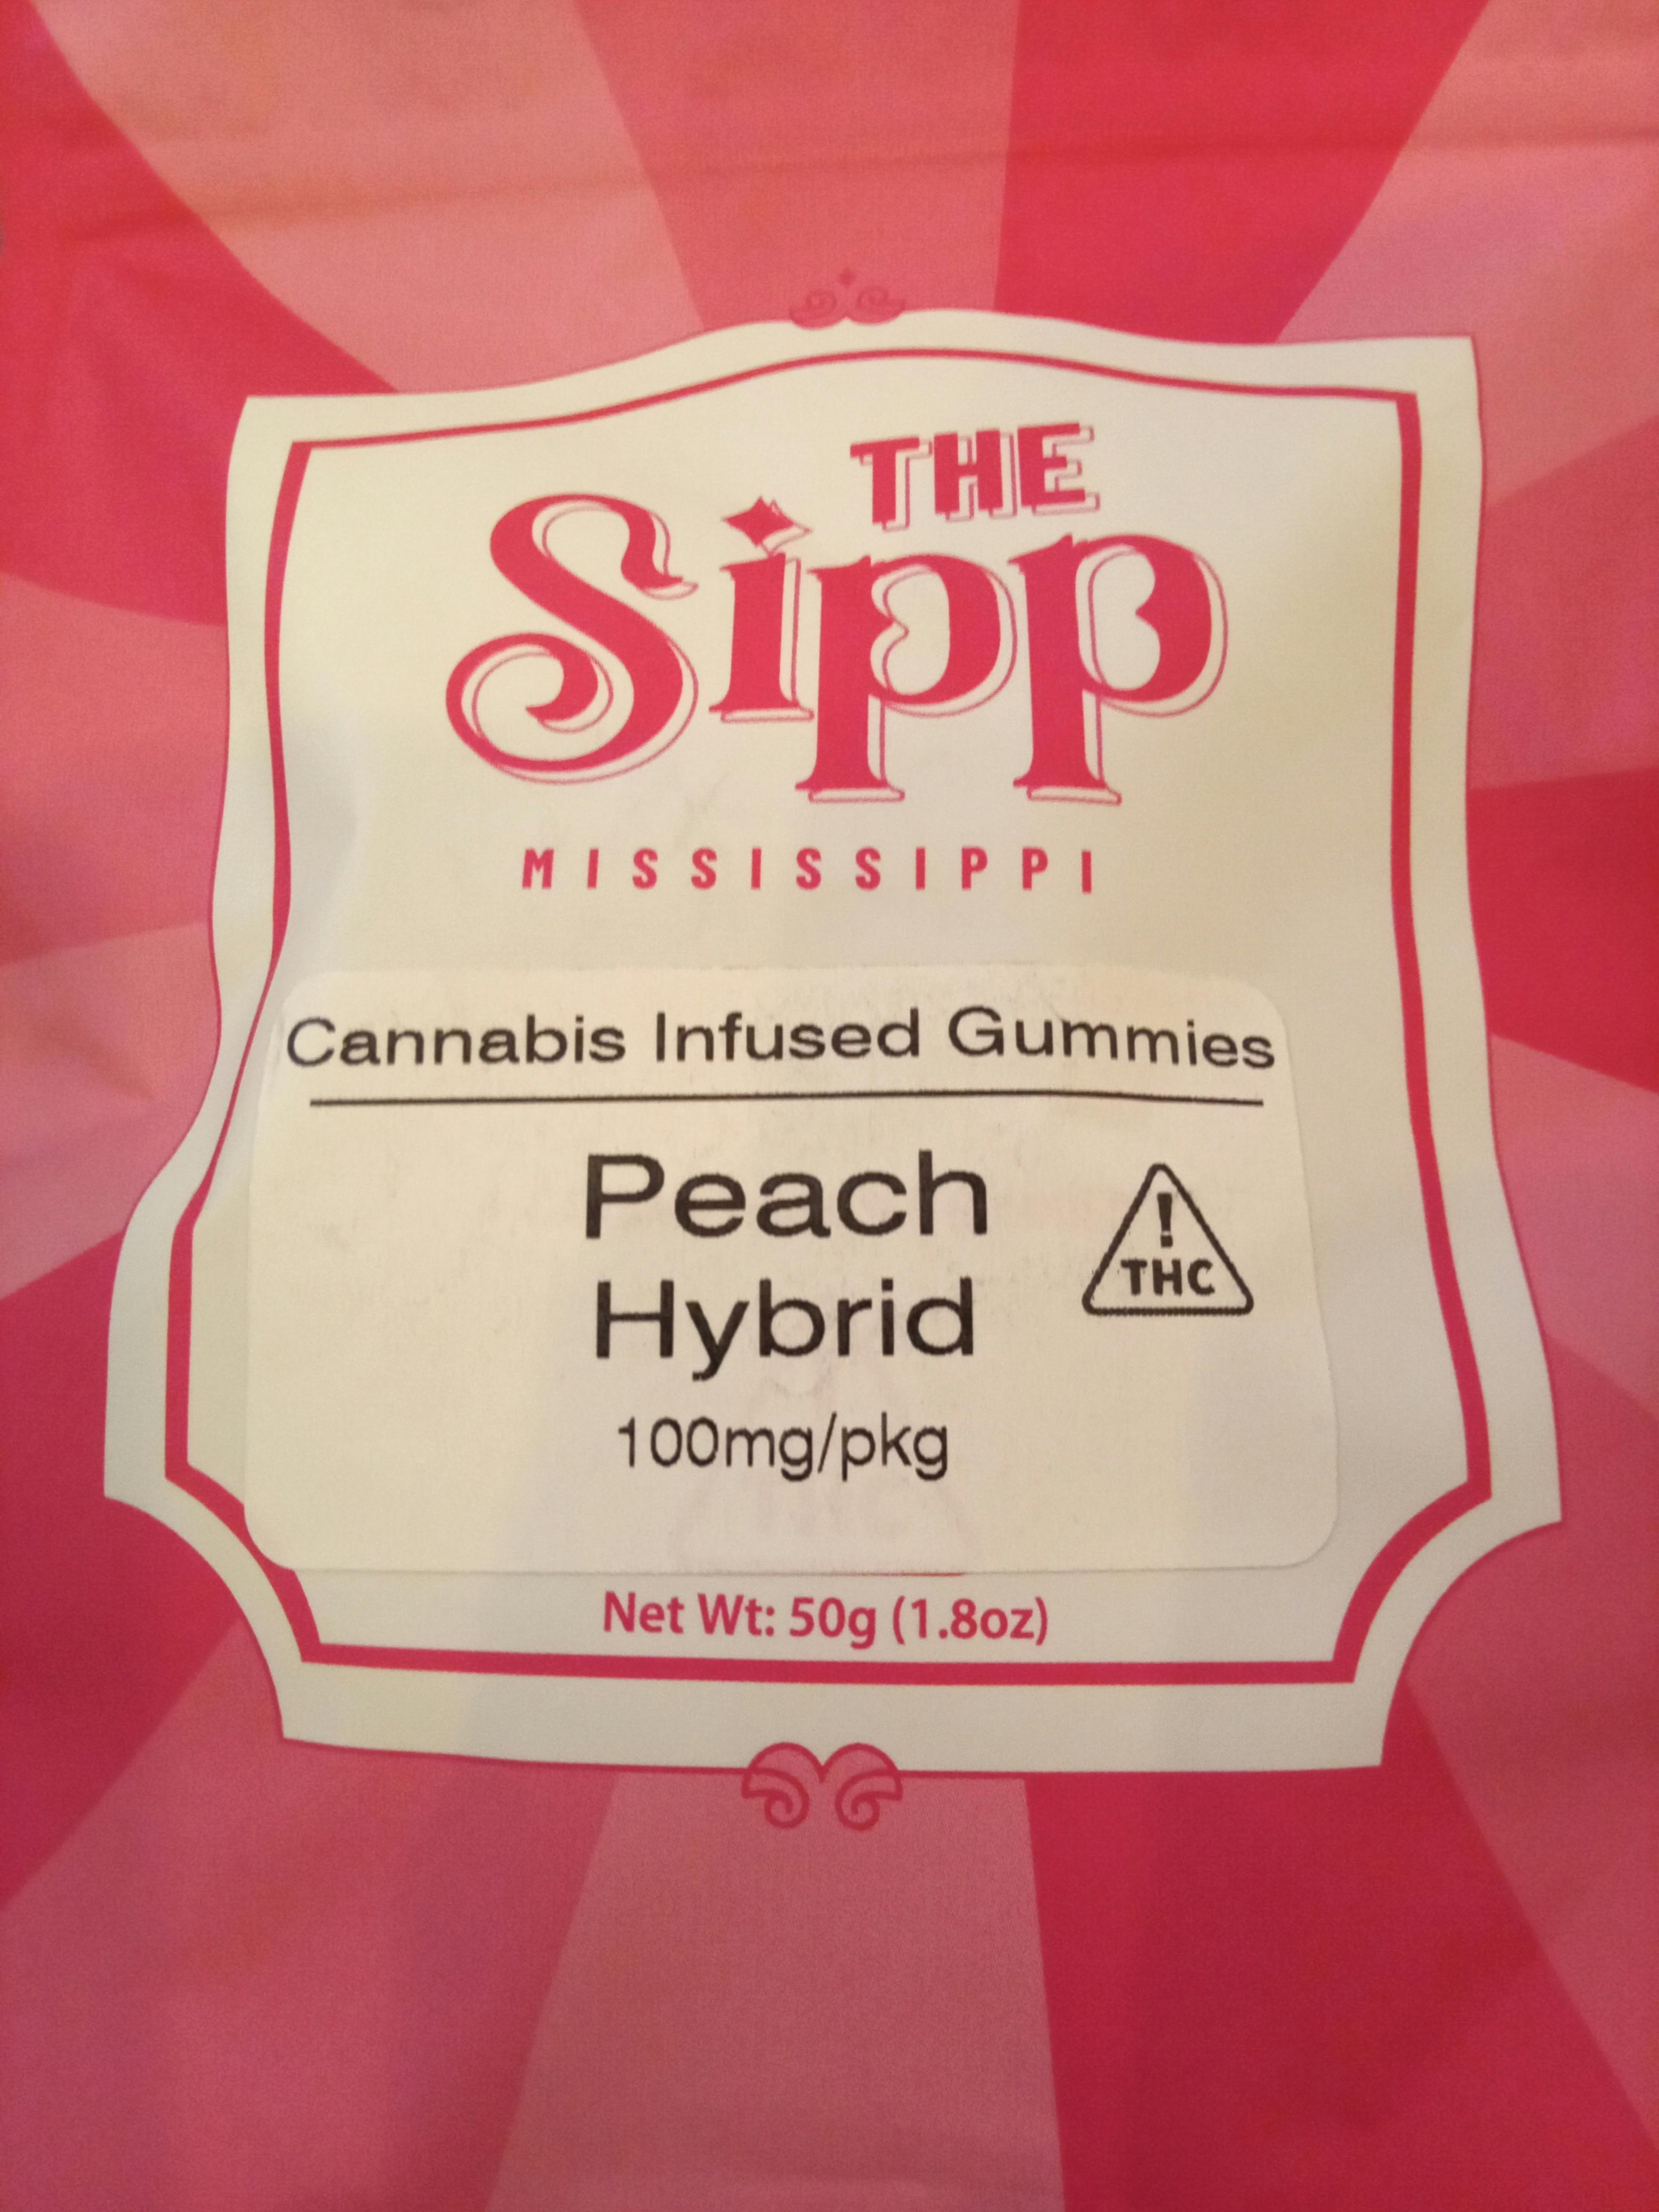 THE
Sipp
MISSISSIPPI
Cannabis Infused Gummies
Peach
Hybrid
!
THC
100mg/pkg
Net Wt: 50g (1.8oz)